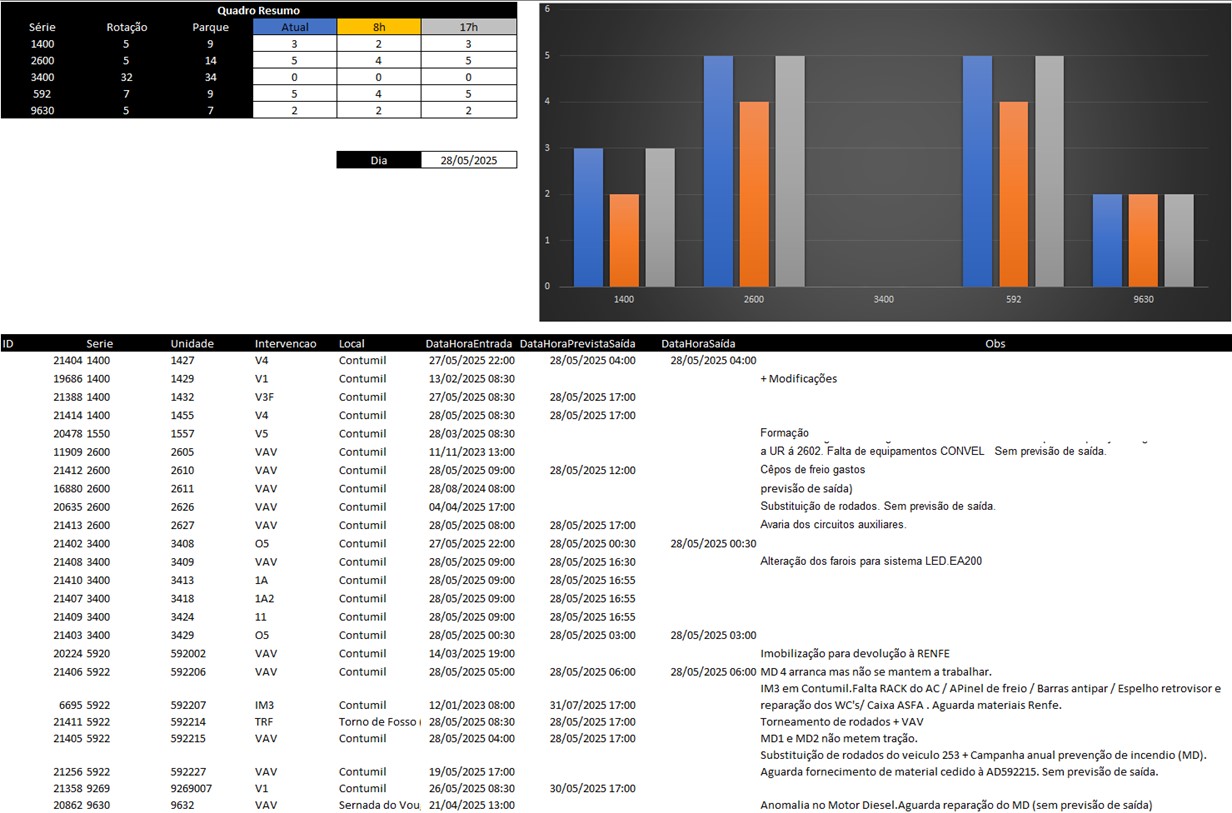 Quadro Resumo
Série Rotação Parque Atual 8h 17h
1400 5 9 3 2 3
2600 5 14 5 4 5
3400 32 34 0 0 0
592 7 9 5 4 5
9630 5 7 2 2 2
Dia 28/05/2025
6
5
4
3
2
1
0
1400 2600 3400 592 9630
ID Serie Unidade Intervencao Local DataHoraEntrada DataHoraPrevistaSaída DataHoraSaída Obs
21404 1400 1427 V4 Contumil 27/05/2025 22:00 28/05/2025 04:00 28/05/2025 04:00
19686 1400 1429 V1 Contumil 13/02/2025 08:30 + Modificações
21388 1400 1432 V3F Contumil 27/05/2025 08:30 28/05/2025 17:00
21414 1400 1455 V4 Contumil 28/05/2025 08:30 28/05/2025 17:00
20478 1550 1557 V5 Contumil 28/03/2025 08:30 Formação
11909 2600 2605 VAV Contumil 11/11/2023 13:00 a UR á 2602. Falta de equipamentos CONVEL Sem previsão de saída.
21412 2600 2610 VAV Contumil 28/05/2025 09:00 28/05/2025 12:00 Cêpos de freio gastos
16880 2600 2611 VAV Contumil 28/08/2024 08:00 previsão de saída)
20635 2600 2626 VAV Contumil 04/04/2025 17:00 Substituição de rodados. Sem previsão de saída.
21413 2600 2627 VAV Contumil 28/05/2025 08:00 28/05/2025 17:00 Avaria dos circuitos auxiliares.
21402 3400 3408 O5 Contumil 27/05/2025 22:00 28/05/2025 00:30 28/05/2025 00:30
21408 3400 3409 VAV Contumil 28/05/2025 09:00 28/05/2025 16:30 Alteração dos farois para sistema LED.EA200
21410 3400 3413 1A Contumil 28/05/2025 09:00 28/05/2025 16:55
21407 3400 3418 1A2 Contumil 28/05/2025 09:00 28/05/2025 16:55
21409 3400 3424 11 Contumil 28/05/2025 09:00 28/05/2025 16:55
21403 3400 3429 O5 Contumil 28/05/2025 00:30 28/05/2025 03:00 28/05/2025 03:00
20224 5920 592002 VAV Contumil 14/03/2025 19:00 Imobilização para devolução à RENFE
21406 5922 592206 VAV Contumil 28/05/2025 05:00 28/05/2025 06:00 28/05/2025 06:00 MD 4 arranca mas não se mantem a trabalhar.
IM3 em Contumil.Falta RACK do AC / APinel de freio / Barras antipar / Espelho retrovisor e
6695 5922 592207 IM3 Contumil 12/01/2023 08:00 31/07/2025 17:00 reparação dos WC's/ Caixa ASFA . Aguarda materiais Renfe.
21411 5922 592214 TRF Torno de Fosso ( 28/05/2025 08:30 28/05/2025 17:00 Torneamento de rodados + VAV
21405 5922 592215 VAV Contumil 28/05/2025 04:00 28/05/2025 17:00 MD1 e MD2 não metem tração.
Substituição de rodados do veiculo 253 + Campanha anual prevenção de incendio (MD).
21256 5922 592227 VAV Contumil 19/05/2025 17:00 Aguarda fornecimento de material cedido à AD592215. Sem previsão de saída.
21358 9269 9269007 V1 Contumil 26/05/2025 08:30 30/05/2025 17:00
20862 9630 9632 VAV Sernada do Vou 21/04/2025 13:00 Anomalia no Motor Diesel.Aguarda reparação do MD (sem previsão de saída)